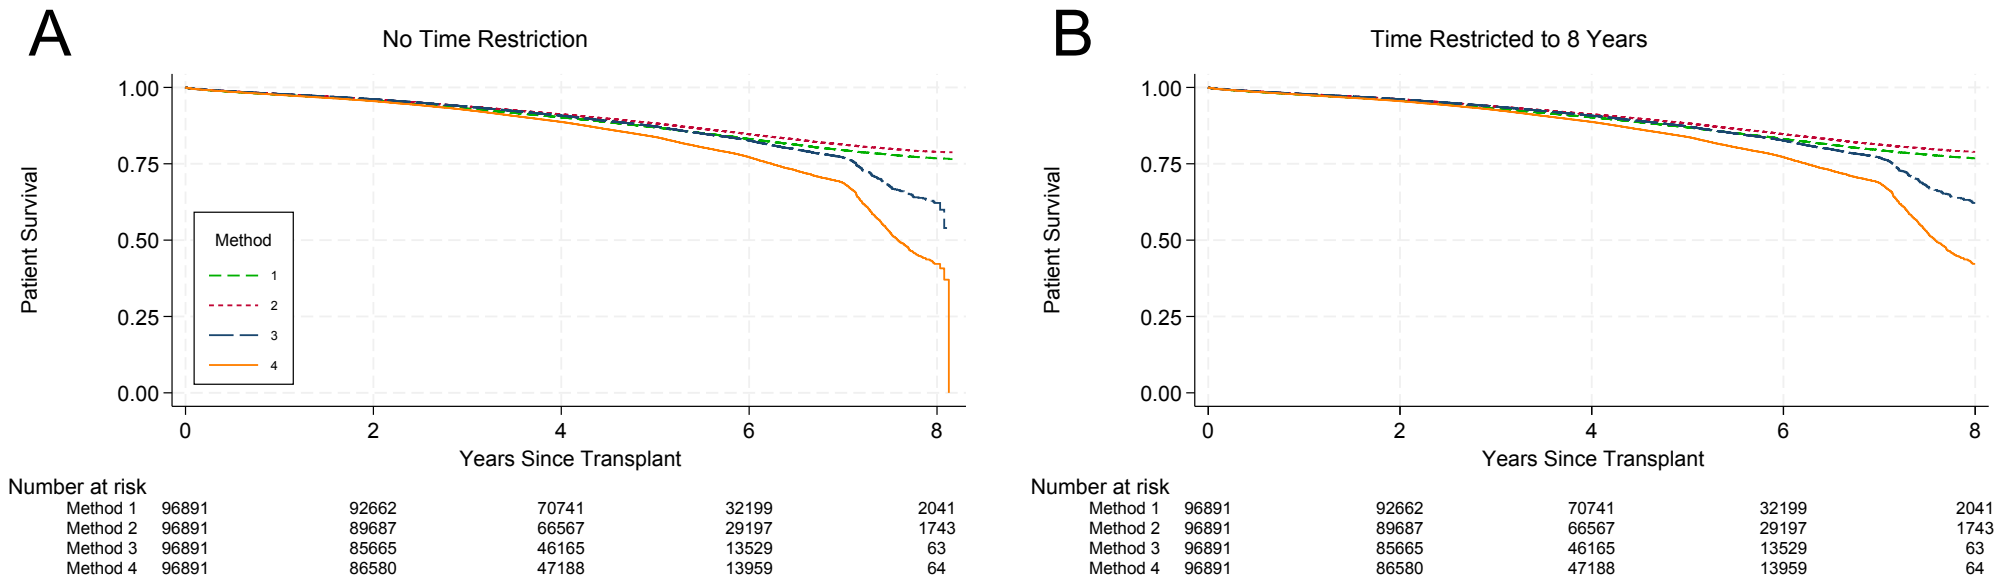 A
No Time Restriction
1.00
0.75
0.50
0.25
0.00
Patient Survival
Method
1
2
3
4
0 2 4 6 8
Years Since Transplant
Number at risk
Method 1 96891 92662 70741 32199 2041
Method 2 96891 89687 66567 29197 1743
Method 3 96891 85665 46165 13529 63
Method 4 96891 86580 47188 13959 64
B
Time Restricted to 8 Years
1.00
0.75
0.50
0.25
0.00
Patient Survival
0 2 4 6 8
Years Since Transplant
Number at risk
Method 1 96891 92662 70741 32199 2041
Method 2 96891 89687 66567 29197 1743
Method 3 96891 85665 46165 13529 63
Method 4 96891 86580 47188 13959 64